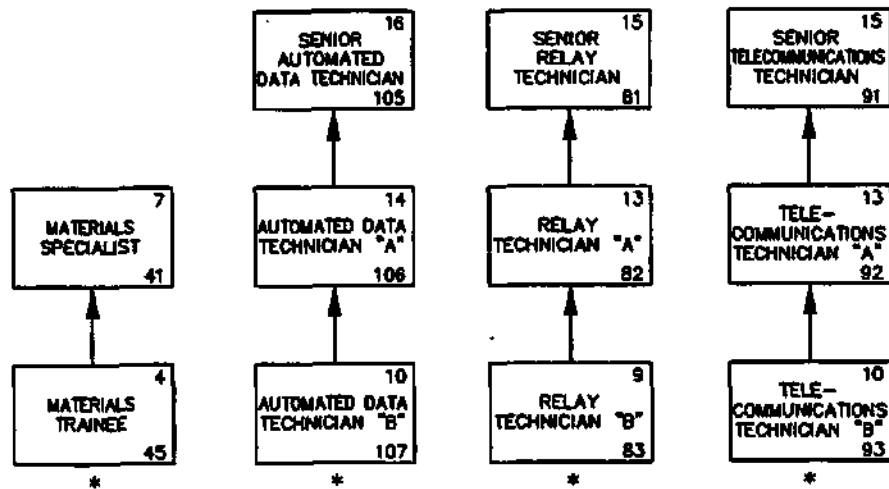 16
SENIOR
AUTOMATED
DATA TECHNICIAN
105
15
SENIOR
RELAY
TECHNICIAN
81
15
SENIOR
TELECOMMUNICATIONS
TECHNICIAN
91
7
MATERIALS
SPECIALIST
41
14
AUTOMATED DATA
TECHNICIAN "A"
106
13
RELAY
TECHNICIAN "A"
82
13
TELE-
COMMUNICATIONS
TECHNICIAN "A"
92
4
MATERIALS
TRAINEE
45
*
10
AUTOMATED DATA
TECHNICIAN "B"
107
*
9
RELAY
TECHNICIAN "B"
83
*
10
TELE-
COMMUNICATIONS
TECHNICIAN "B"
93
*